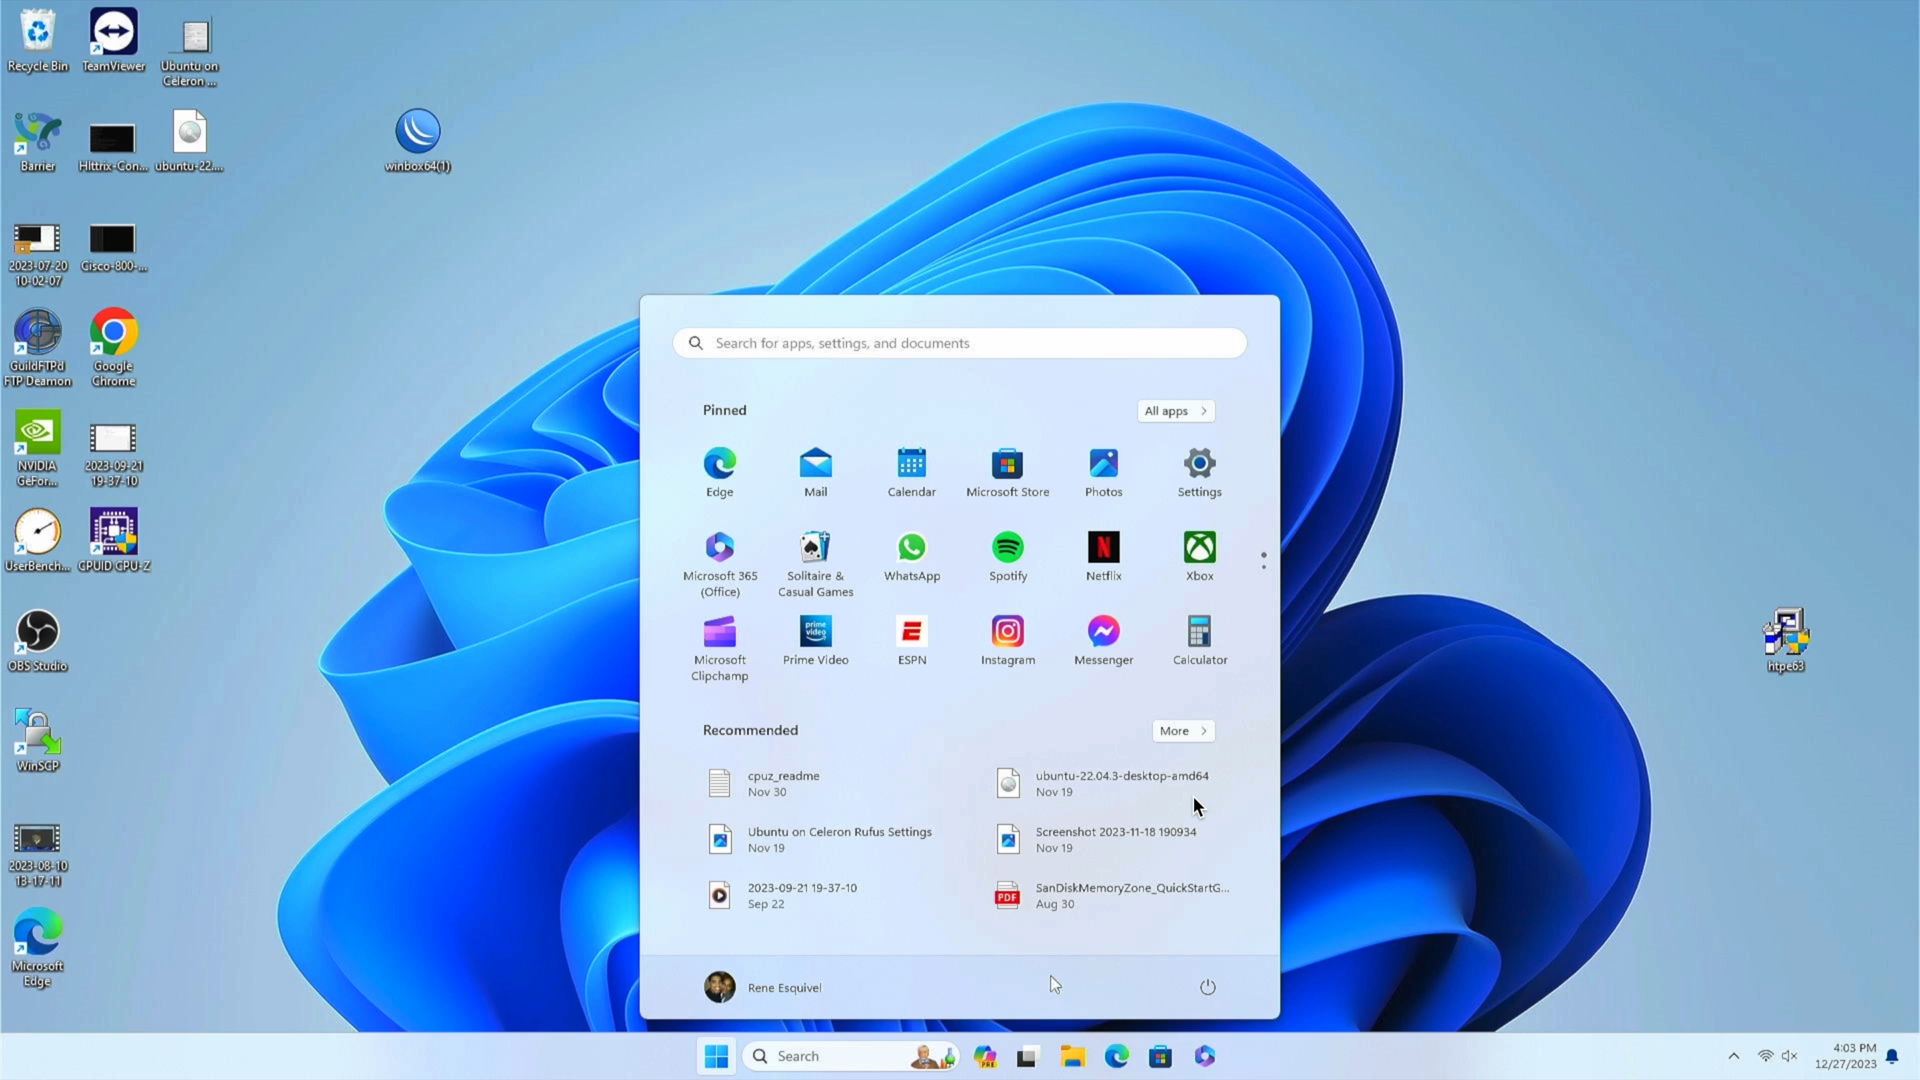 Recycle Bin
TeamViewer
Ubuntu on
Celeron ...
Barrier
HIttrix-Con...
ubuntu-22....
winbox64(1)
2023-07-20
10-02-07
Cisco-800-...
GuildFTPd
FTP Deamon
Google
Chrome
NVIDIA
GeFor...
2023-09-21
19-37-10
UserBench...
CPUID CPU-Z
OBS Studio
WinSCP
2023-08-10
13-17-11
Microsoft
Edge
htpe63
Search for apps, settings, and documents
Pinned
All apps
Edge
Mail
Calendar
Microsoft Store
Photos
Settings
Microsoft 365
(Office)
Solitaire &
Casual Games
WhatsApp
Spotify
Netflix
Xbox
Microsoft
Clipchamp
prime
video
Prime Video
ESPN
Instagram
Messenger
Calculator
Recommended
More
cpuz_readme
Nov 30
ubuntu-22.04.3-desktop-amd64
Nov 19
Ubuntu on Celeron Rufus Settings
Nov 19
Screenshot 2023-11-18 190934
Nov 19
2023-09-21 19-37-10
Sep 22
PDF
SanDiskMemoryZone_QuickStartG...
Aug 30
Rene Esquivel
Search
PRE
4:03 PM
12/27/2023